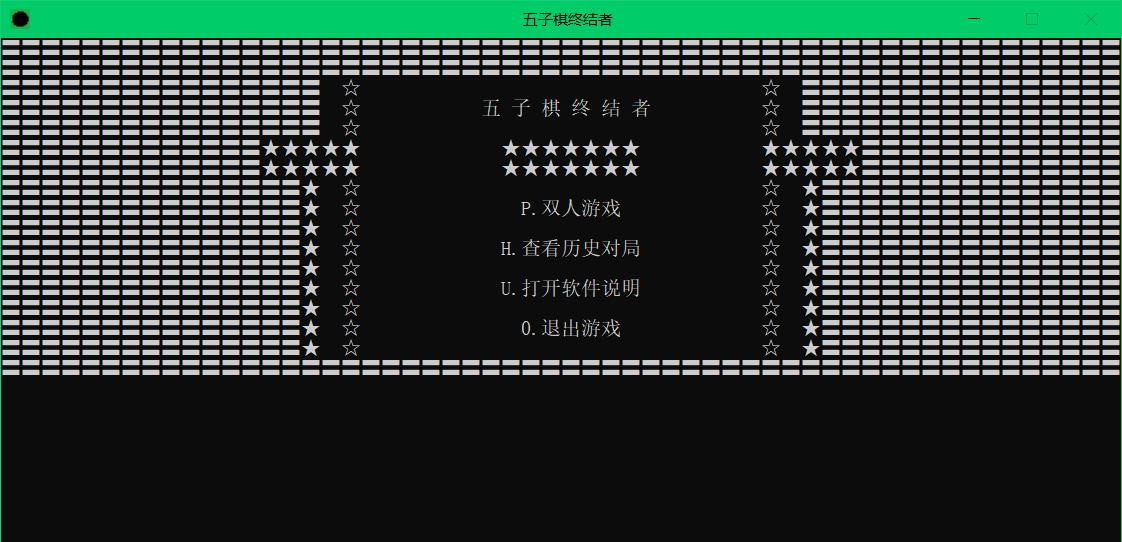 五子棋终结者
五 子 棋 终 结 者
P.双人游戏
H.查看历史对局
U.打开软件说明
0.退出游戏